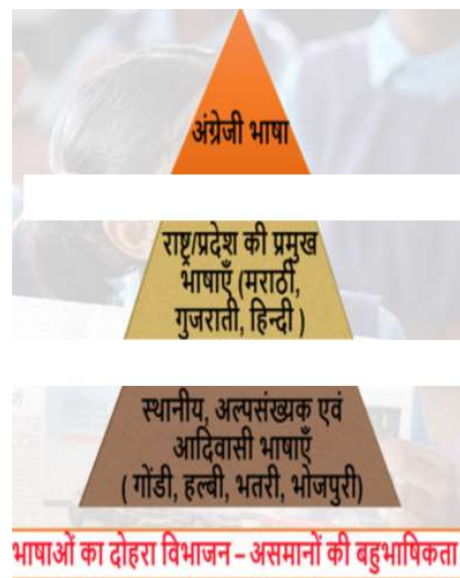 अंग्रेजी भाषा
राष्ट्र/प्रदेश की प्रमुख
भाषाएँ (मराठी,
गुजराती, हिन्दी )
स्थानीय, अल्पसंख्यक एवं
आदिवासी भाषाएँ
( गोंडी, हल्बी, भतरी, भोजपुरी)
भाषाओं का दोहरा विभाजन – असमानों की बहुभाषिकता